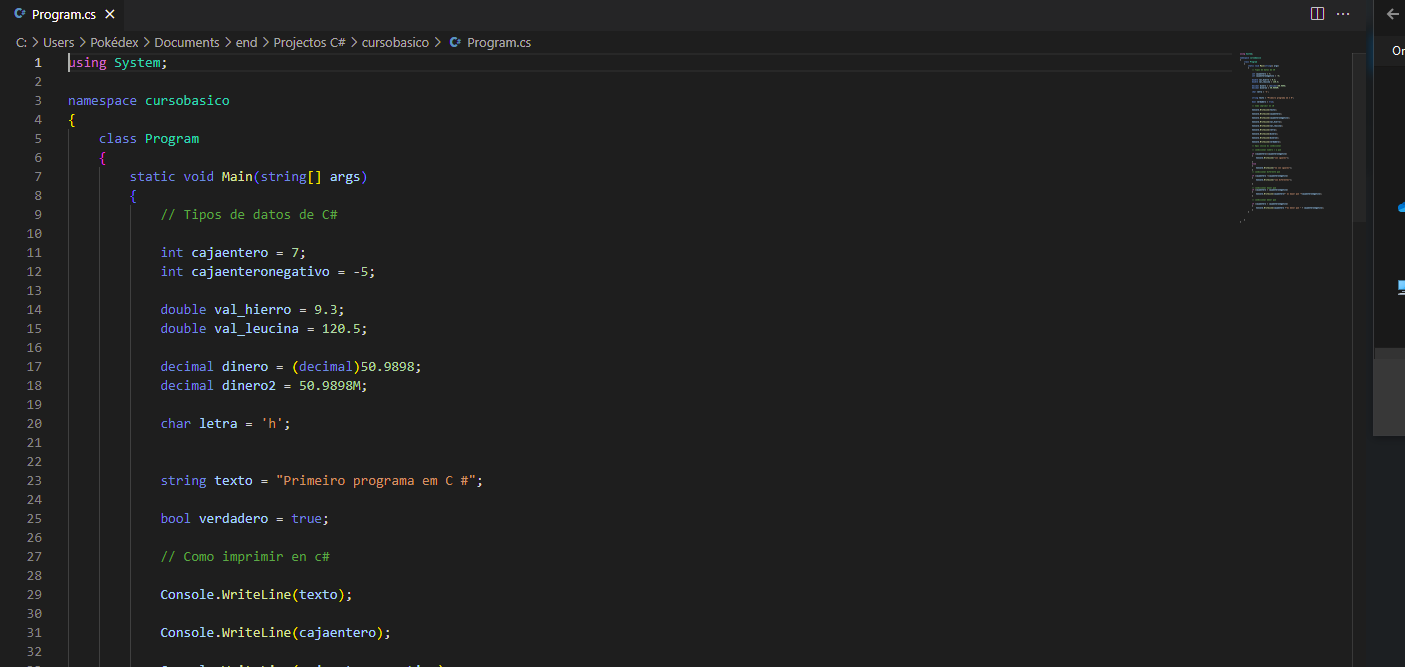 Program.cs
C: > Users > Pokédex > Documents > end > Projectos C# > cursobasico > Program.cs
Or
1 using System;
2
3 namespace cursobasico
4 {
5 class Program
6 {
7 static void Main(string[] args)
8 {
9 // Tipos de datos de C#
10
11 int cajaentero = 7;
12 int cajaenteronegativo = -5;
13
14 double val_hierro = 9.3;
15 double val_leucina = 120.5;
16
17 decimal dinero = (decimal)50.9898;
18 decimal dinero2 = 50.9898M;
19
20 char letra = 'h';
21
22
23 string texto = "Primeiro programa em C #";
24
25 bool verdadero = true;
26
27 // Como imprimir en c#
28
29 Console.WriteLine(texto);
30
31 Console.WriteLine(cajaentero);
32